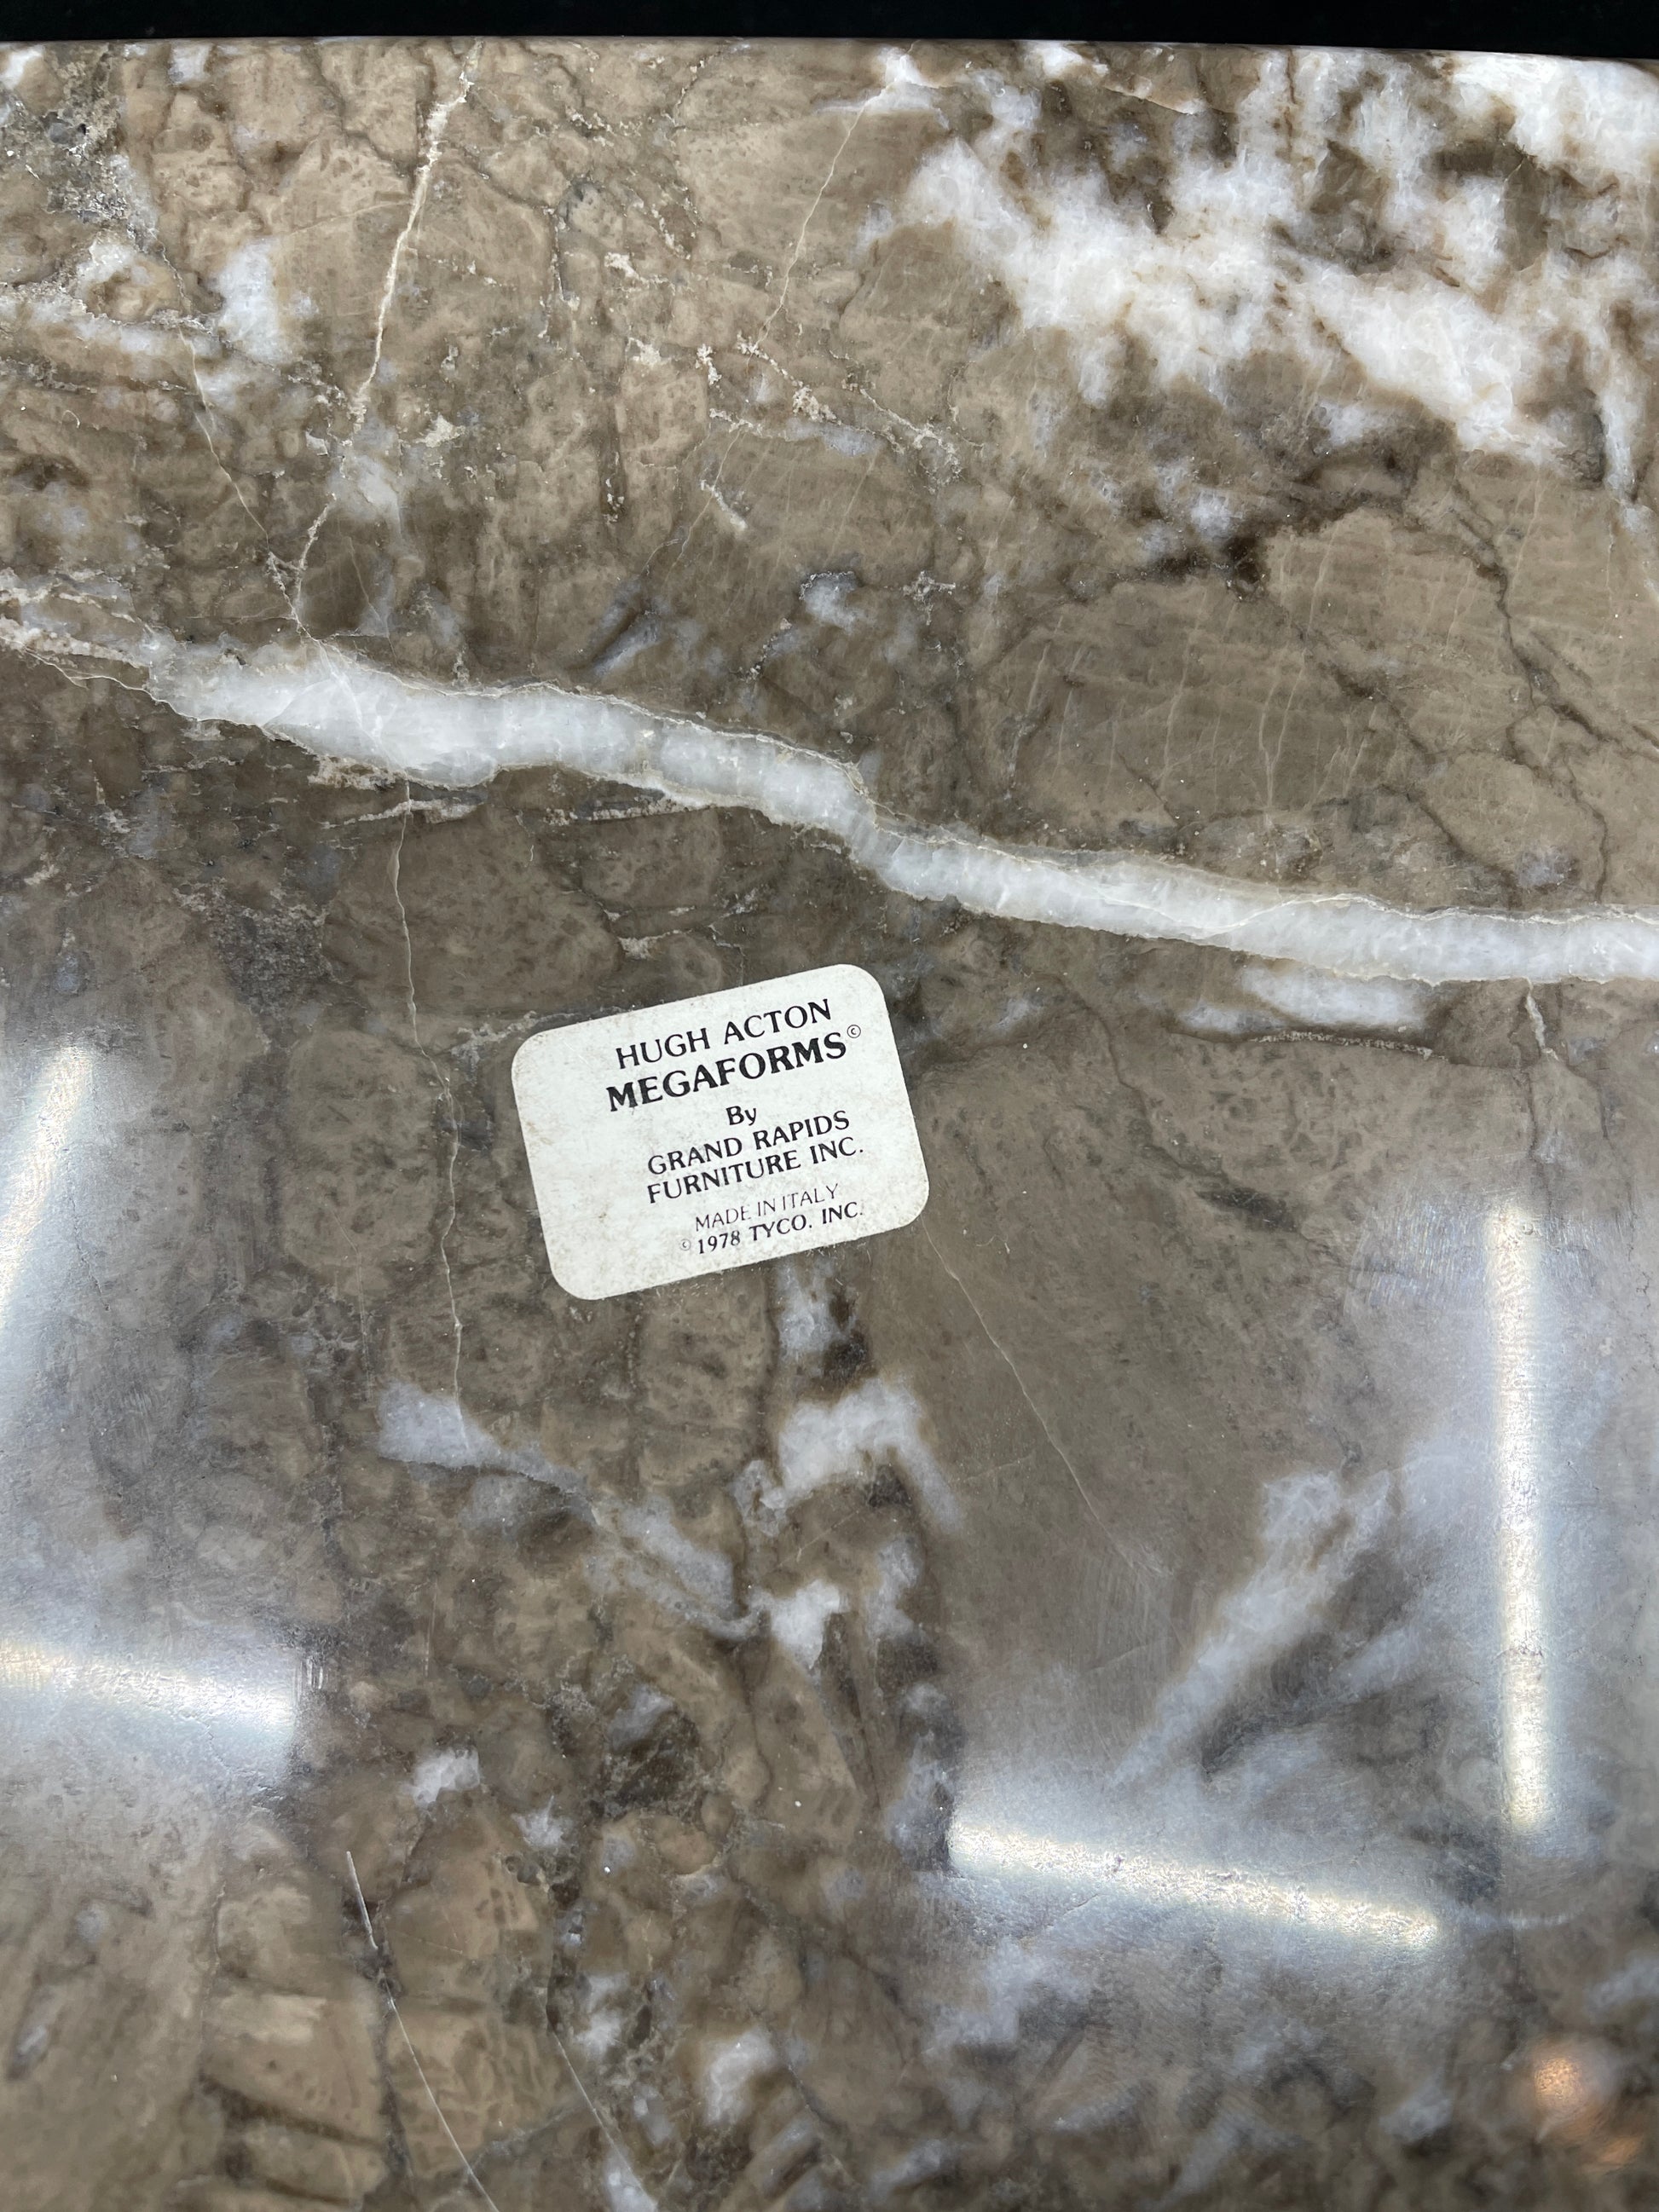 HUGH ACTON
MEGAFORMS©
By
GRAND RAPIDS
FURNITURE INC.
MADE IN ITALY
© 1978 TYCO. INC.